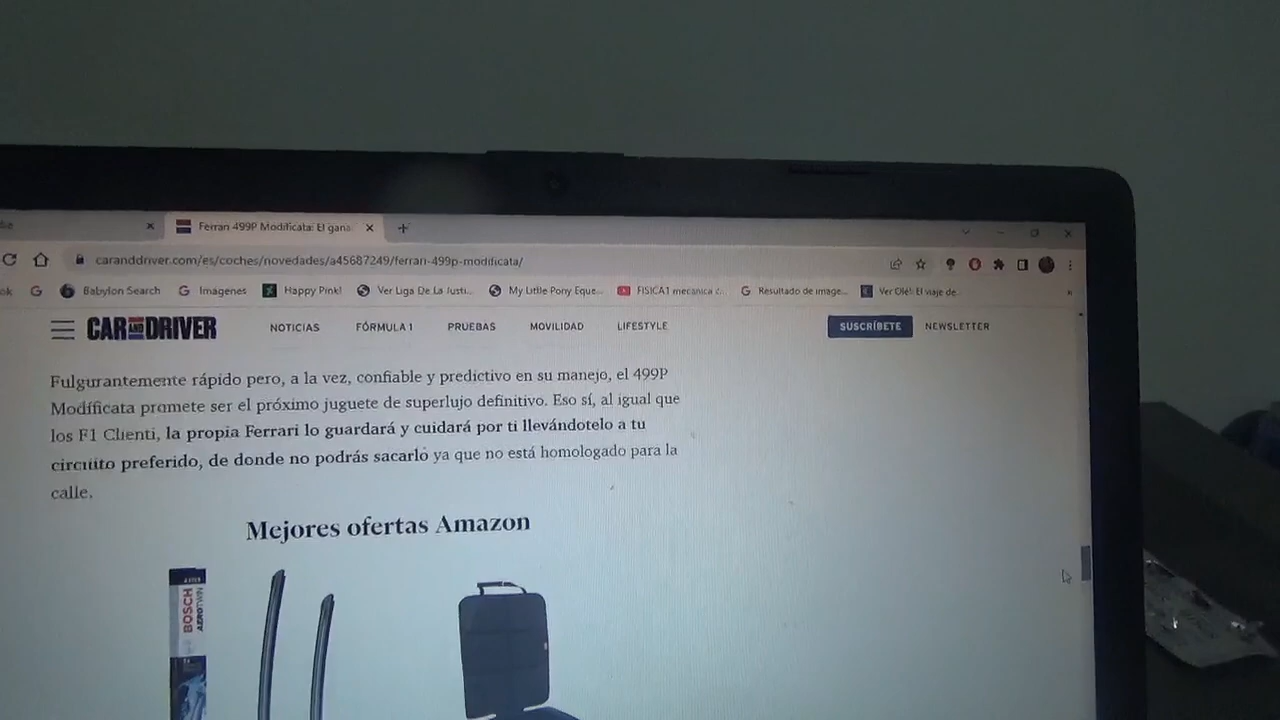 Ferrari 499P Modificata: El gana
caranddriver.com/es/coches/novedades/a45687249/ferrari-499p-modificata/
ok Babylon Search Imágenes Happy Pink! Ver Liga De La Justi... My Little Pony Eque... FISICA1 mecanica c... Resultado de image... Ver Olé!: El viaje de...
CAR AND DRIVER NOTICIAS FÓRMULA 1 PRUEBAS MOVILIDAD LIFESTYLE SUSCRÍBETE NEWSLETTER
Fulgurantemente rápido pero, a la vez, confiable y predictivo en su manejo, el 499P
Modificata promete ser el próximo juguete de superlujo definitivo. Eso sí, al igual que
los F1 Clienti, la propia Ferrari lo guardará y cuidará por ti llevándotelo a tu
circuito preferido, de donde no podrás sacarlo ya que no está homologado para la
calle.
Mejores ofertas Amazon
BOSCH
AEROTWIN